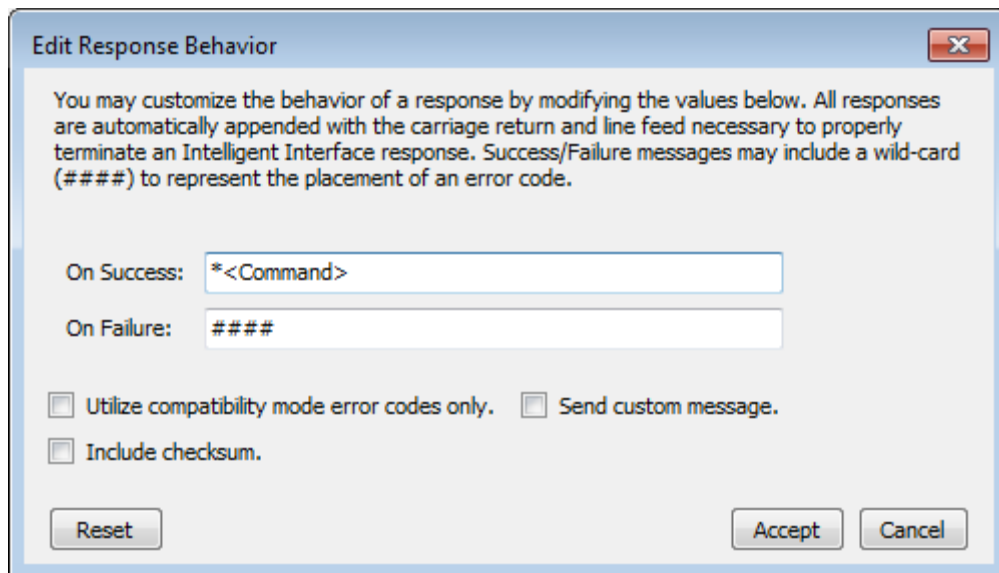 Edit Response Behavior
You may customize the behavior of a response by modifying the values below. All responses
are automatically appended with the carriage return and line feed necessary to properly
terminate an Intelligent Interface response. Success/Failure messages may include a wild-card
(####) to represent the placement of an error code.
On Success: *<Command>
On Failure: ####
Utilize compatibility mode error codes only. Send custom message.
Include checksum.
Reset Accept Cancel